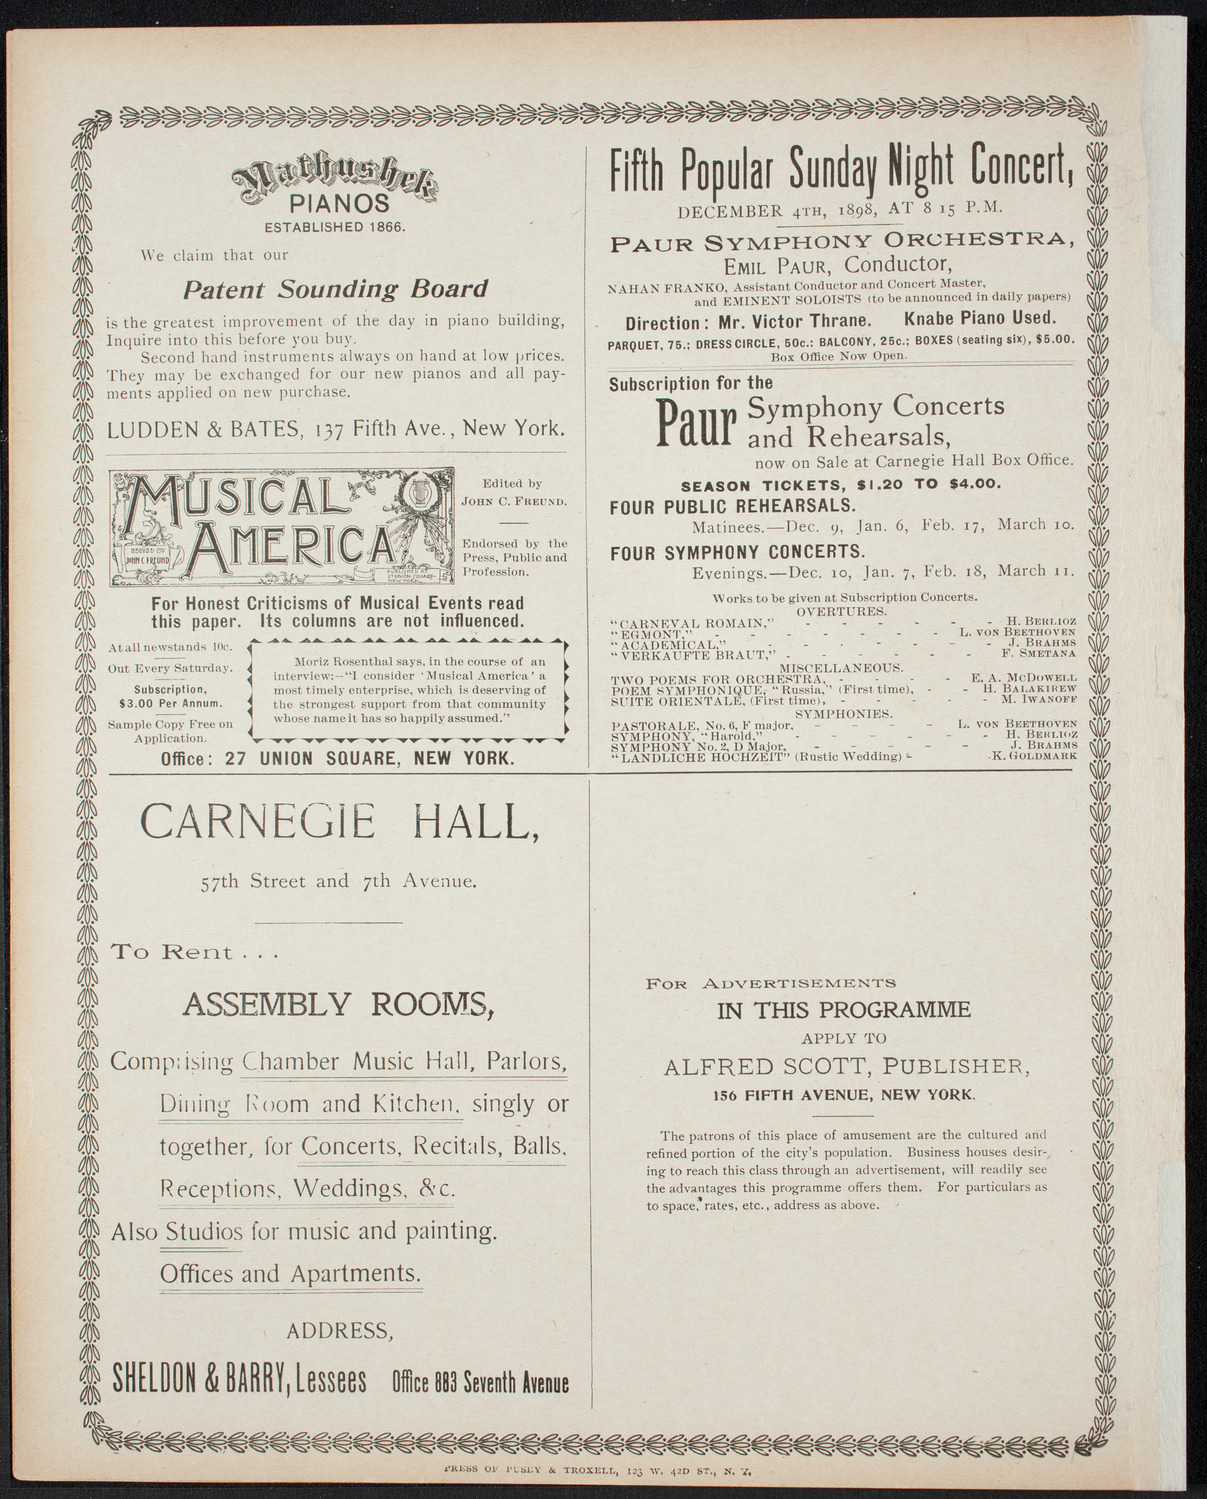 Mathushek
PIANOS
ESTABLISHED 1866.
We claim that our
Patent Sounding Board
is the greatest improvement of the day in piano building,
Inquire into this before you buy.
Second hand instruments always on hand at low prices.
They may be exchanged for our new pianos and all pay-
ments applied on new purchase.
LUDDEN & BATES, 137 Fifth Ave., New York.
MUSICAL
AMERICA
EDITED BY
JOHN C FREUND
PUBLISHED AT
27 UNION SQUARE
NEW YORK
Edited by
JOHN C. FREUND.
Endorsed by the
Press, Public and
Profession.
For Honest Criticisms of Musical Events read
this paper. Its columns are not influenced.
At all newstands 10c.
Out Every Saturday.
Subscription,
$3.00 Per Annum.
Sample Copy Free on
Application.
Moriz Rosenthal says, in the course of an
interview:—"I consider 'Musical America' a
most timely enterprise, which is deserving of
the strongest support from that community
whose name it has so happily assumed."
Office: 27 UNION SQUARE, NEW YORK.
Fifth Popular Sunday Night Concert,
DECEMBER 4TH, 1898, AT 8 15 P.M.
PAUR SYMPHONY ORCHESTRA,
EMIL PAUR, Conductor,
NAHAN FRANKO, Assistant Conductor and Concert Master,
and EMINENT SOLOISTS (to be announced in daily papers)
Direction: Mr. Victor Thrane. Knabe Piano Used.
PARQUET, 75.; DRESS CIRCLE, 50c.: BALCONY, 25c.; BOXES (seating six), $5.00.
Box Office Now Open.
Subscription for the
Paur Symphony Concerts
and Rehearsals,
now on Sale at Carnegie Hall Box Office.
SEASON TICKETS, $1.20 TO $4.00.
FOUR PUBLIC REHEARSALS.
Matinees.—Dec. 9, Jan. 6, Feb. 17, March 10.
FOUR SYMPHONY CONCERTS.
Evenings.—Dec. 10, Jan. 7, Feb. 18, March 11.
Works to be given at Subscription Concerts.
OVERTURES.
"CARNEVAL ROMAIN," - - - - - - H. BERLIOZ
"EGMONT," - - - - - - - L. VON BEETHOVEN
"ACADEMICAL," - - - - - - - - J. BRAHMS
"VERKAUFTE BRAUT," - - - - - - - F. SMETANA
MISCELLANEOUS.
TWO POEMS FOR ORCHESTRA, - - - - E. A. MCDOWELL
POEM SYMPHONIQUE, "Russia," (First time), - - H. BALAKIREW
SUITE ORIENTALE, (First time), - - - - - M. IWANOFF
SYMPHONIES.
PASTORALE, No. 6, F major, - - - - L. VON BEETHOVEN
SYMPHONY, "Harold," - - - - - - H. BERLIOZ
SYMPHONY No. 2, D Major, - - - - - J. BRAHMS
"LANDLICHE HOCHZEIT" (Rustic Wedding) - -K. GOLDMARK
CARNEGIE HALL,
57th Street and 7th Avenue.
To Rent . . .
ASSEMBLY ROOMS,
Comprising Chamber Music Hall, Parlors,
Dining Room and Kitchen, singly or
together, for Concerts, Recitals, Balls,
Receptions, Weddings, &c.
Also Studios for music and painting.
Offices and Apartments.
ADDRESS,
SHELDON & BARRY, Lessees Office 883 Seventh Avenue
FOR ADVERTISEMENTS
IN THIS PROGRAMME
APPLY TO
ALFRED SCOTT, PUBLISHER,
156 FIFTH AVENUE, NEW YORK.
The patrons of this place of amusement are the cultured and
refined portion of the city's population. Business houses desir-
ing to reach this class through an advertisement, will readily see
the advantages this programme offers them. For particulars as
to space, rates, etc., address as above.
PRESS OF PUSEY & TROXELL, 123 W. 42D ST., N. Y.